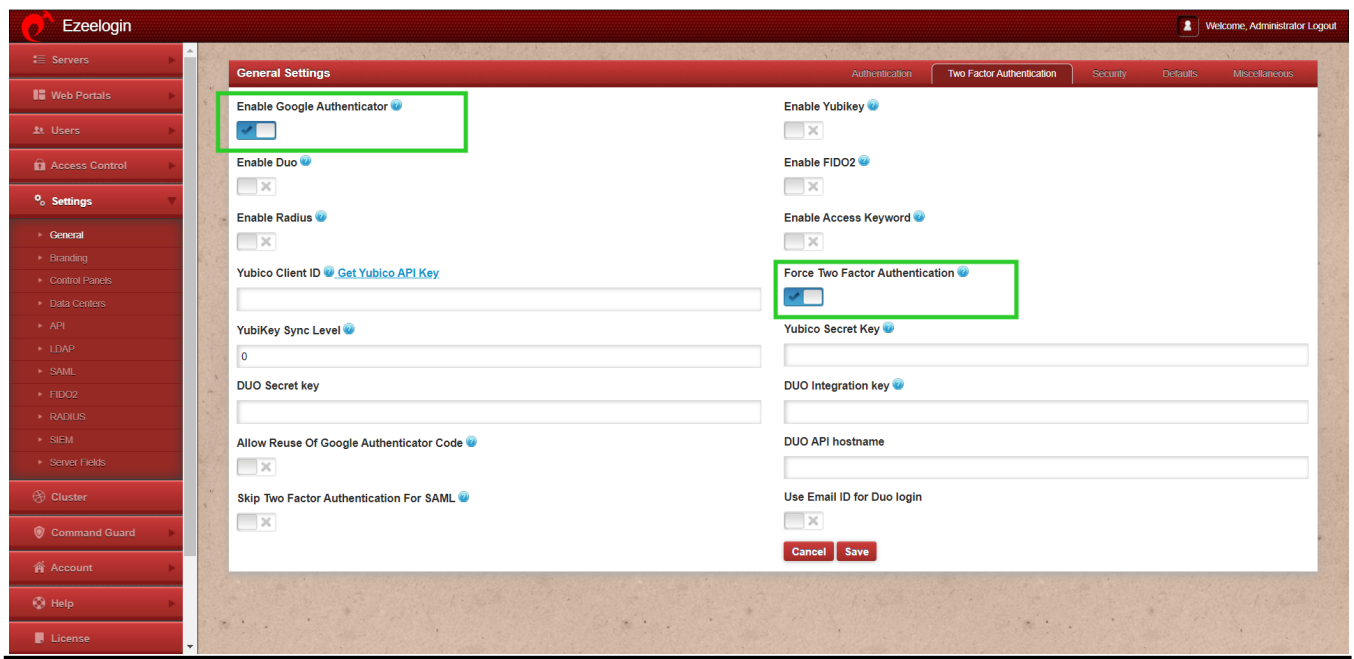 Ezeelogin
Welcome, Administrator Logout
Servers
Web Portals
Users
Access Control
Settings
General
Branding
Control Panels
Data Centers
API
LDAP
SAML
FIDO2
RADIUS
SIEM
Server Fields
Cluster
Command Guard
Account
Help
License
General Settings
Authentication
Two Factor Authentication
Security
Defaults
Miscellaneous
Enable Google Authenticator
Enable Yubikey
Enable Duo
Enable FIDO2
Enable Radius
Enable Access Keyword
Yubico Client ID Get Yubico API Key
Force Two Factor Authentication
YubiKey Sync Level
0
Yubico Secret Key
DUO Secret key
DUO Integration key
Allow Reuse Of Google Authenticator Code
DUO API hostname
Skip Two Factor Authentication For SAML
Use Email ID for Duo login
Cancel
Save